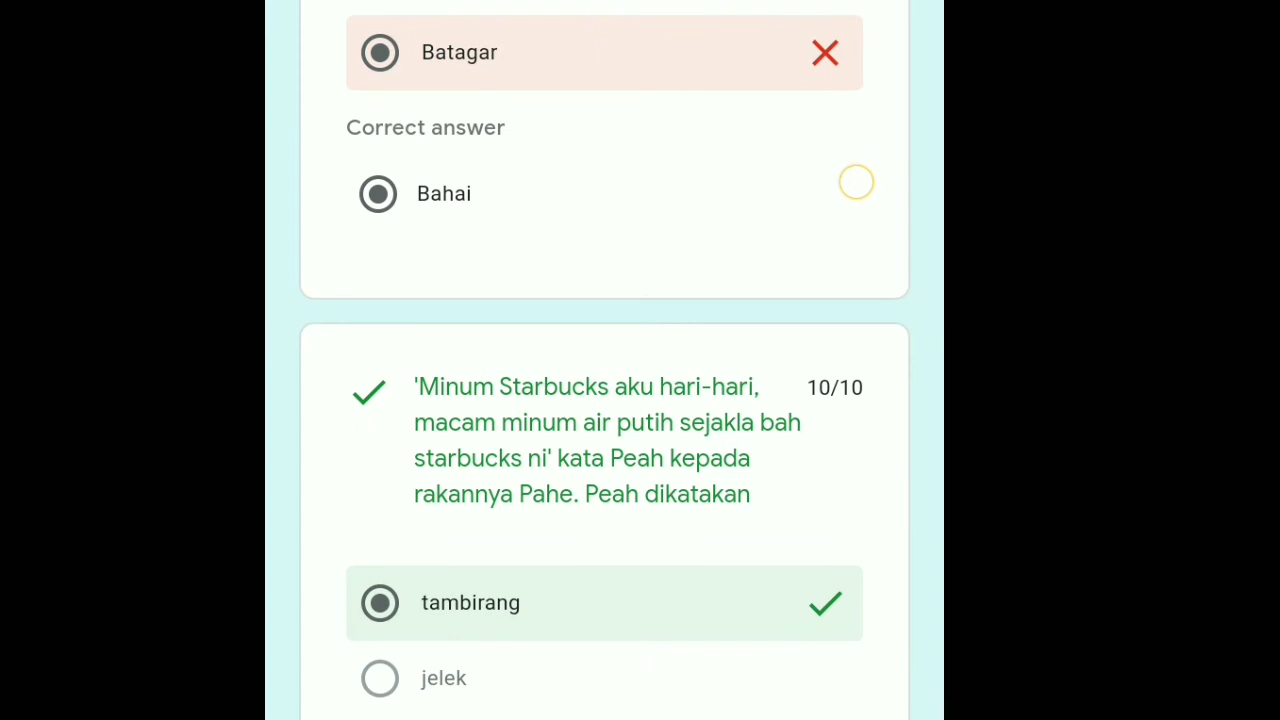 Batagar
Correct answer
Bahai
'Minum Starbucks aku hari-hari, 10/10
macam minum air putih sejakla bah
starbucks ni' kata Peah kepada
rakannya Pahe. Peah dikatakan
tambirang
jelek